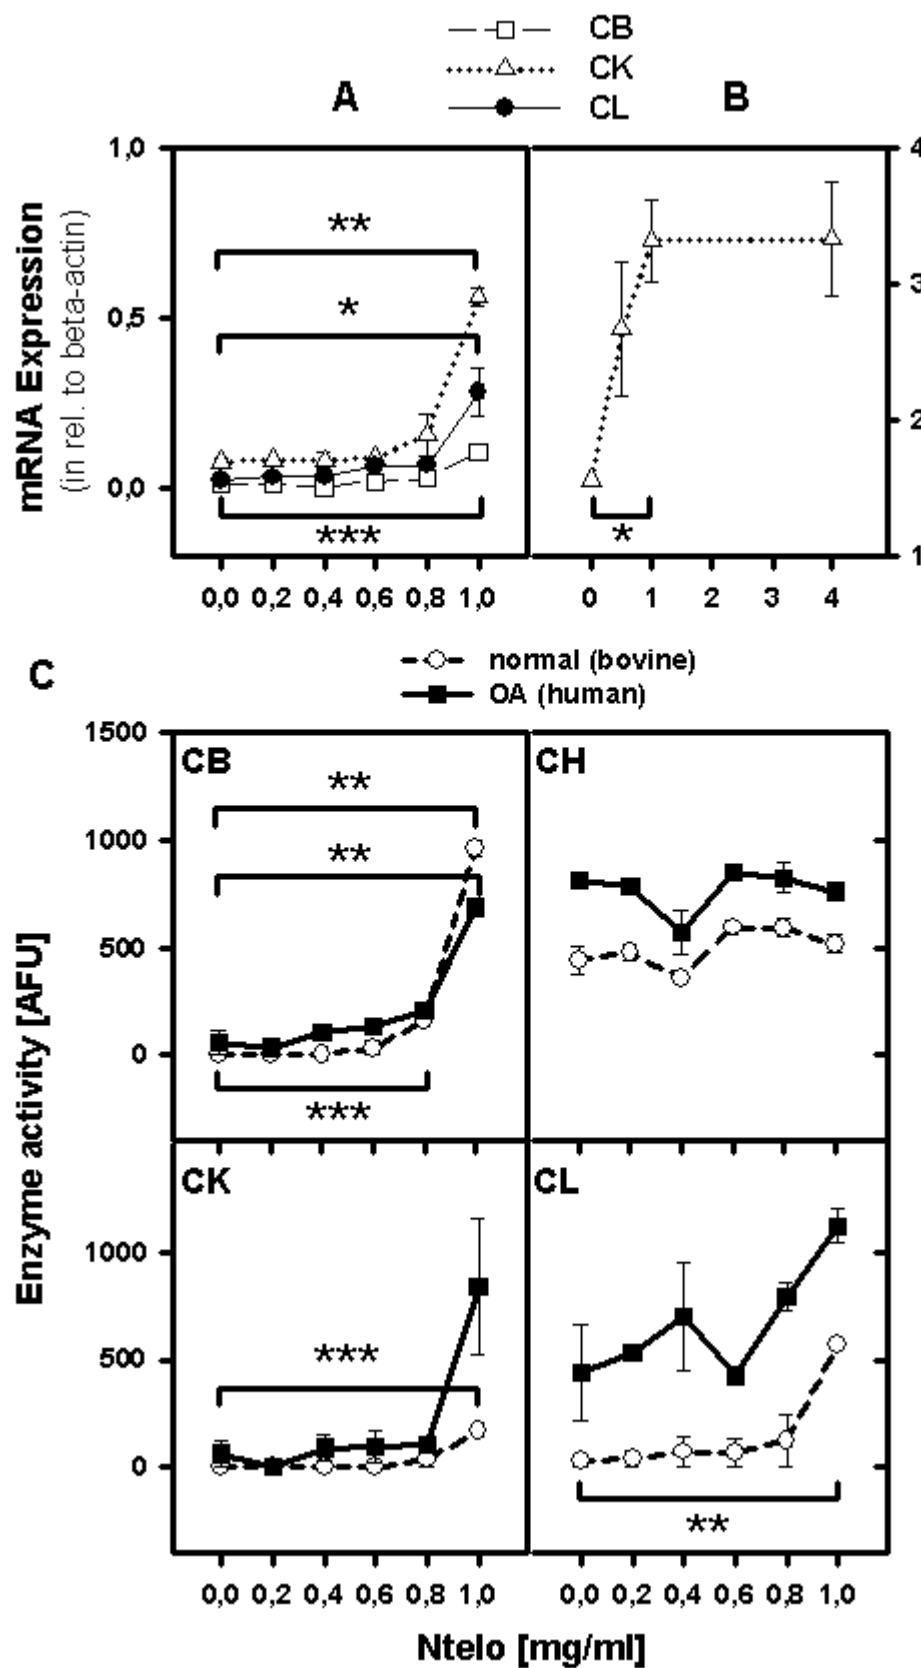 CB
CK
CL
A
B
mRNA Expression
(in rel. to beta-actin)
1,0
0,5
0,0
**
*
***
0,0 0,2 0,4 0,6 0,8 1,0
4
3
2
1
*
0 1 2 3 4
C
normal (bovine)
OA (human)
Enzyme activity [AFU]
1500
1000
500
0
CB
**
**
***
CH
1000
500
0
CK
***
CL
**
0,0 0,2 0,4 0,6 0,8 1,0
0,0 0,2 0,4 0,6 0,8 1,0
Ntelo [mg/ml]